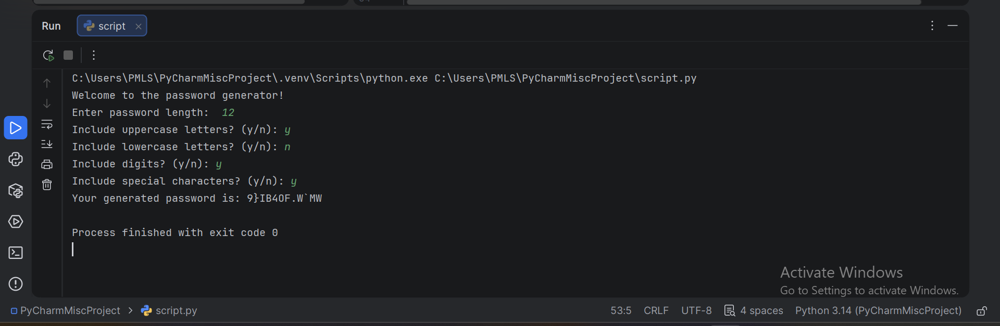 Run script
C:\Users\PMLS\PyCharmMiscProject\.venv\Scripts\python.exe C:\Users\PMLS\PyCharmMiscProject\script.py
Welcome to the password generator!
Enter password length:  12
Include uppercase letters? (y/n): y
Include lowercase letters? (y/n): n
Include digits? (y/n): y
Include special characters? (y/n): y
Your generated password is: 9}IB4OF.W`MW
Process finished with exit code 0
Activate Windows
Go to Settings to activate Windows.
PyCharmMiscProject > script.py 53:5 CRLF UTF-8 4 spaces Python 3.14 (PyCharmMiscProject)